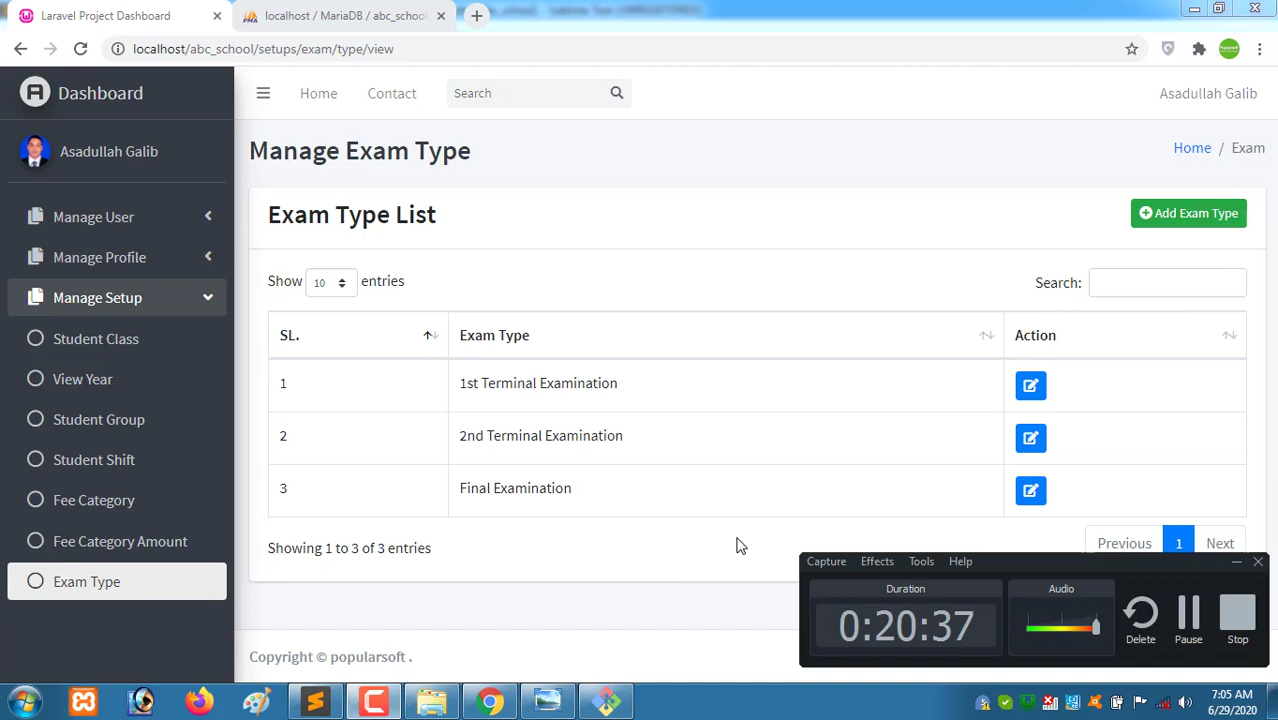 Laravel Project Dashboard
localhost / MariaDB / abc_school
localhost/abc_school/setups/exam/type/view
Dashboard
Home
Contact
Search
Asadullah Galib
Asadullah Galib
Manage User
Manage Profile
Manage Setup
Student Class
View Year
Student Group
Student Shift
Fee Category
Fee Category Amount
Exam Type
Manage Exam Type
Home / Exam
Exam Type List
Add Exam Type
Show 10 entries
Search:
SL. Exam Type Action
1 1st Terminal Examination
2 2nd Terminal Examination
3 Final Examination
Showing 1 to 3 of 3 entries
Previous 1 Next
Copyright © popularsoft .
Capture Effects Tools Help
Duration
0:20:37
Audio
Delete
Pause
Stop
7:05 AM
6/29/2020